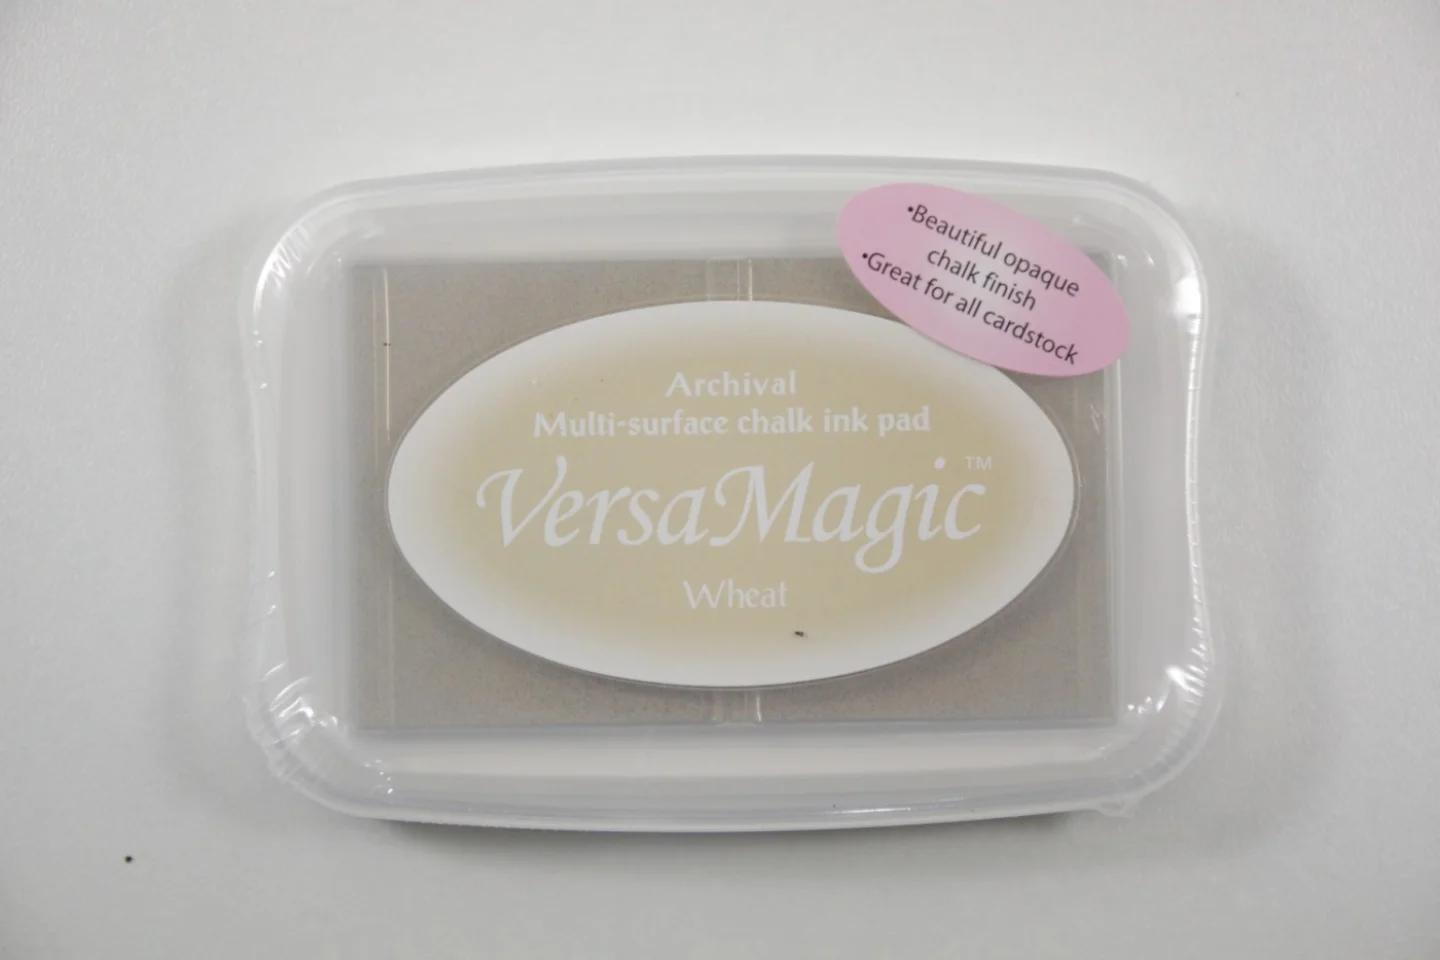 •Beautiful opaque
chalk finish
•Great for all cardstock
Archival
Multi-surface chalk ink pad
VersaMagic™
Wheat